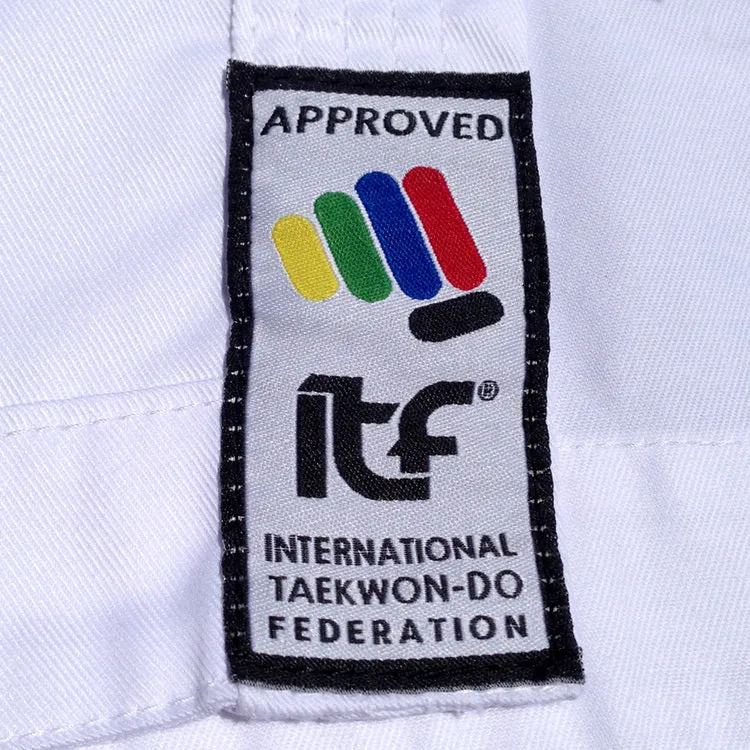 APPROVED
itf®
INTERNATIONAL
TAEKWON-DO
FEDERATION